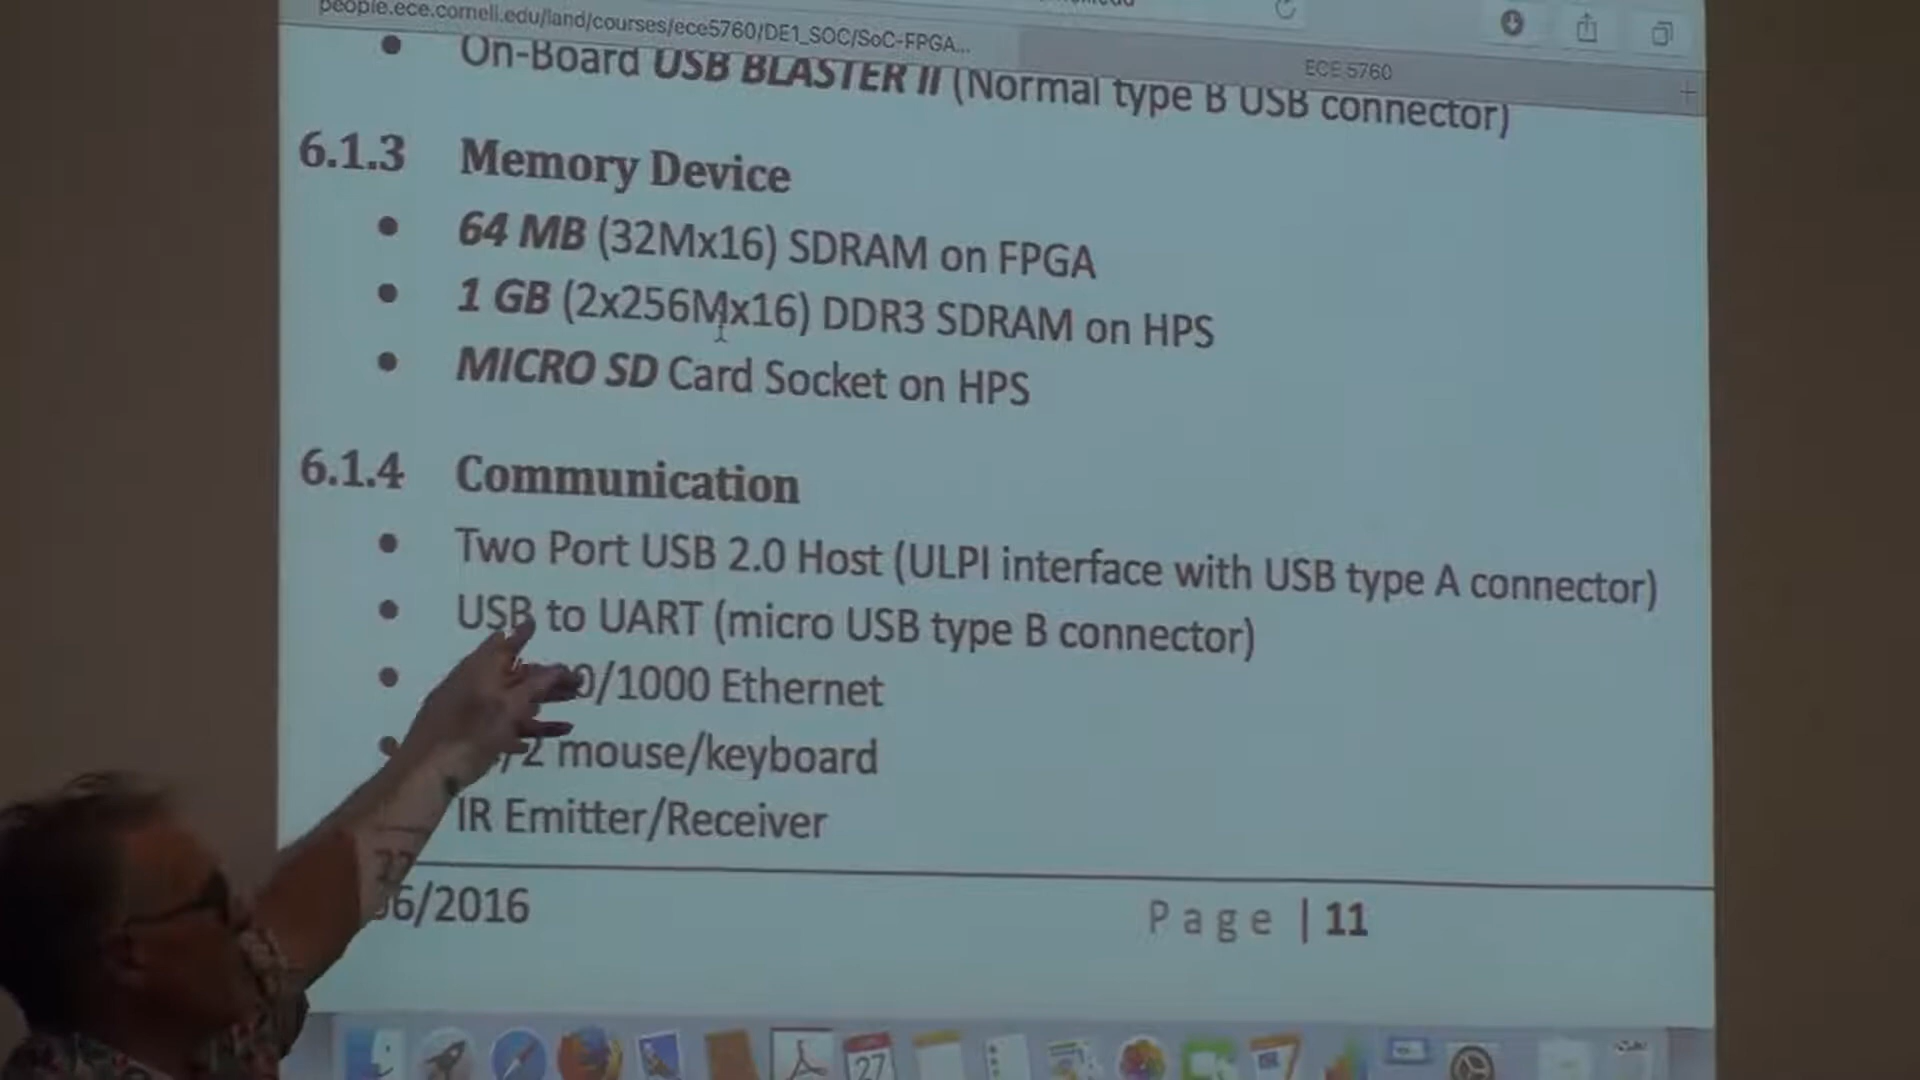 people.ece.cornell.edu/land/courses/ece5760/DE1_SOC/SoC-FPGA...
ECE 5760
• On-Board USB BLASTER II (Normal type B USB connector)
6.1.3 Memory Device
• 64 MB (32Mx16) SDRAM on FPGA
• 1 GB (2x256Mx16) DDR3 SDRAM on HPS
• MICRO SD Card Socket on HPS
6.1.4 Communication
• Two Port USB 2.0 Host (ULPI interface with USB type A connector)
• USB to UART (micro USB type B connector)
• 0/1000 Ethernet
• /2 mouse/keyboard
IR Emitter/Receiver
6/2016
Page | 11
27